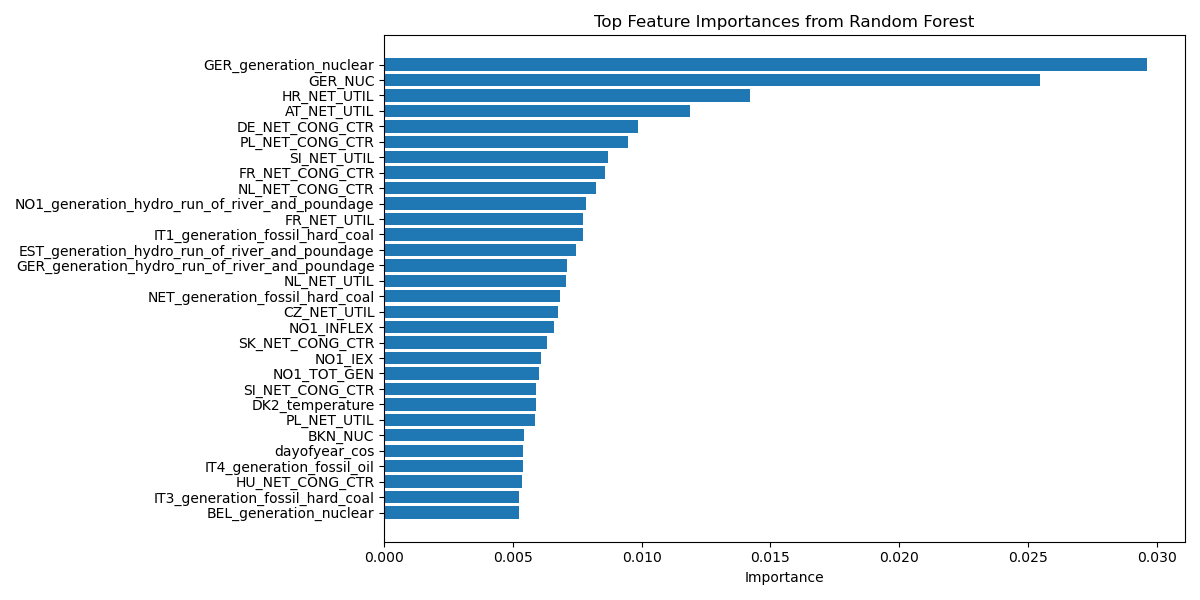 Top Feature Importances from Random Forest
GER_generation_nuclear
GER_NUC
HR_NET_UTIL
AT_NET_UTIL
DE_NET_CONG_CTR
PL_NET_CONG_CTR
SI_NET_UTIL
FR_NET_CONG_CTR
NL_NET_CONG_CTR
NO1_generation_hydro_run_of_river_and_poundage
FR_NET_UTIL
IT1_generation_fossil_hard_coal
EST_generation_hydro_run_of_river_and_poundage
GER_generation_hydro_run_of_river_and_poundage
NL_NET_UTIL
NET_generation_fossil_hard_coal
CZ_NET_UTIL
NO1_INFLEX
SK_NET_CONG_CTR
NO1_IEX
NO1_TOT_GEN
SI_NET_CONG_CTR
DK2_temperature
PL_NET_UTIL
BKN_NUC
dayofyear_cos
IT4_generation_fossil_oil
HU_NET_CONG_CTR
IT3_generation_fossil_hard_coal
BEL_generation_nuclear
0.000 0.005 0.010 0.015 0.020 0.025 0.030
Importance